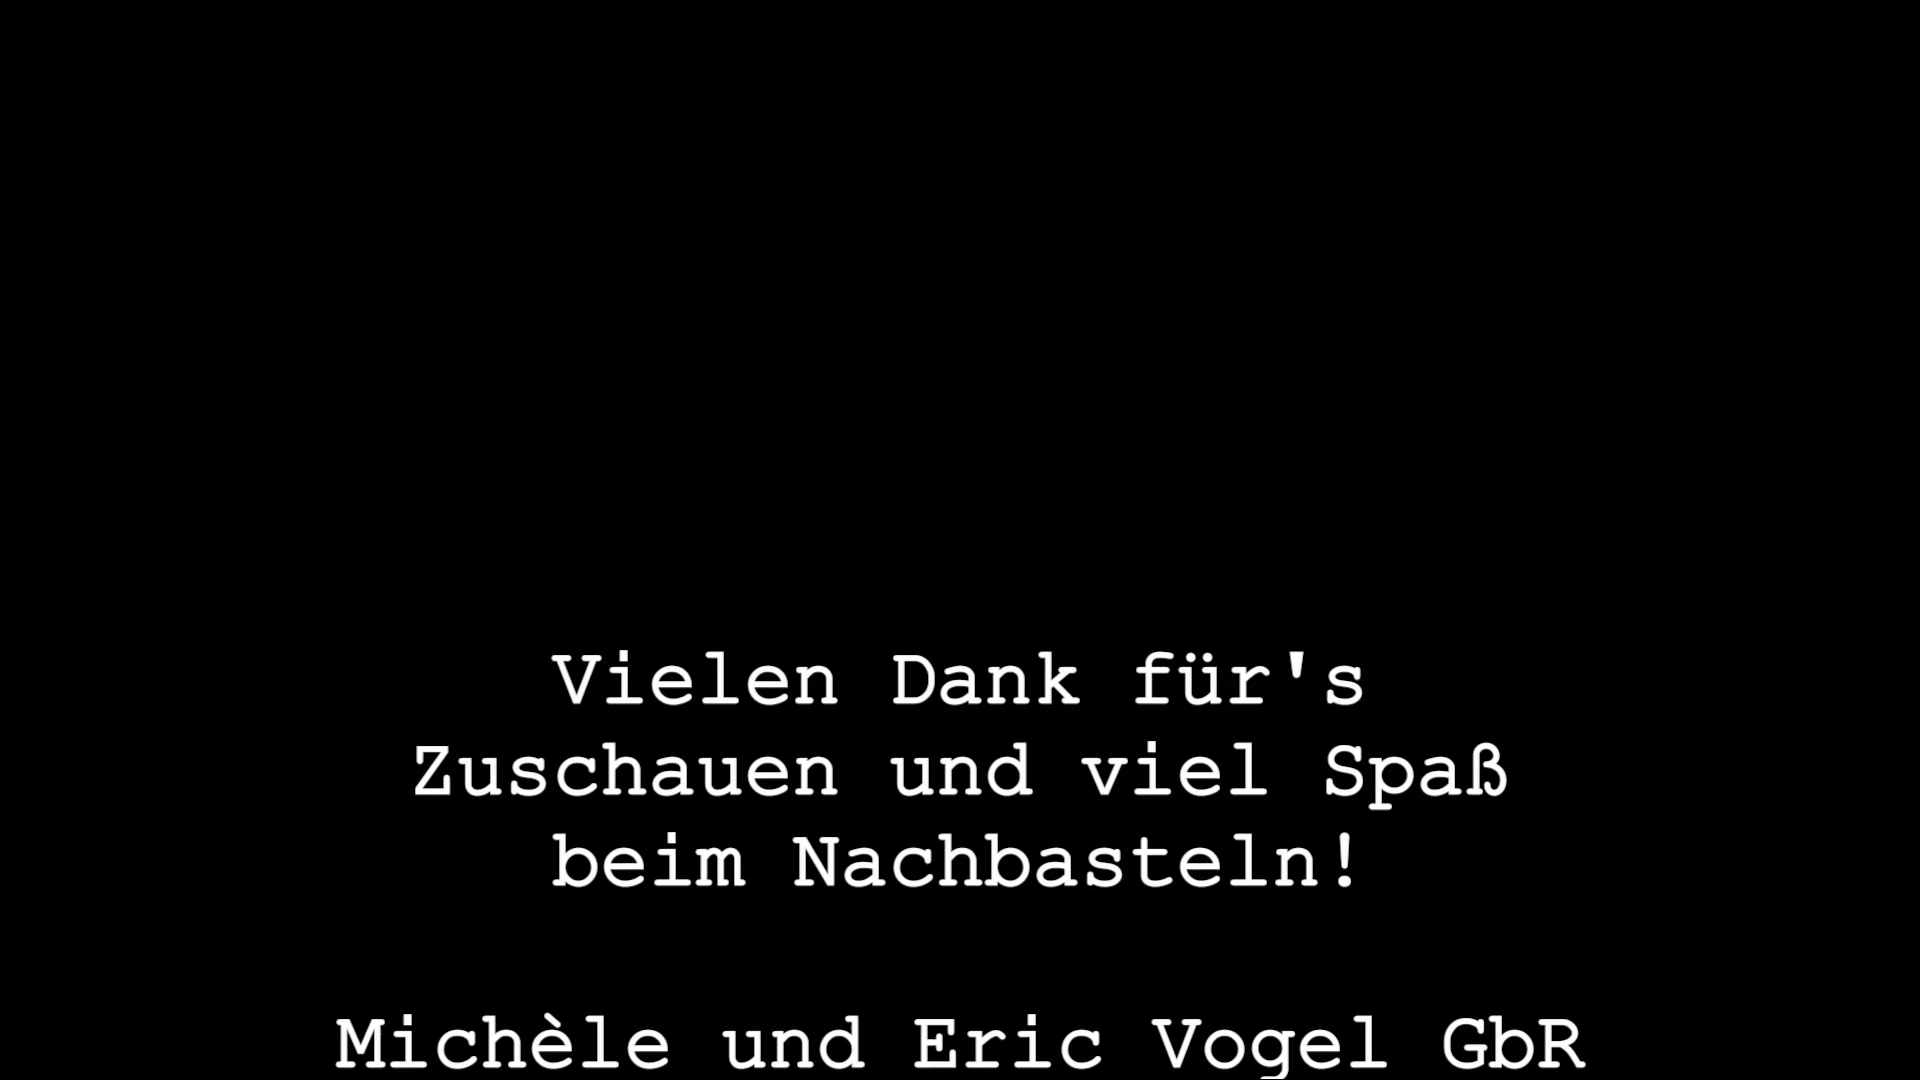 Vielen Dank für's
Zuschauen und viel Spaß
beim Nachbasteln!
Michèle und Eric Vogel GbR